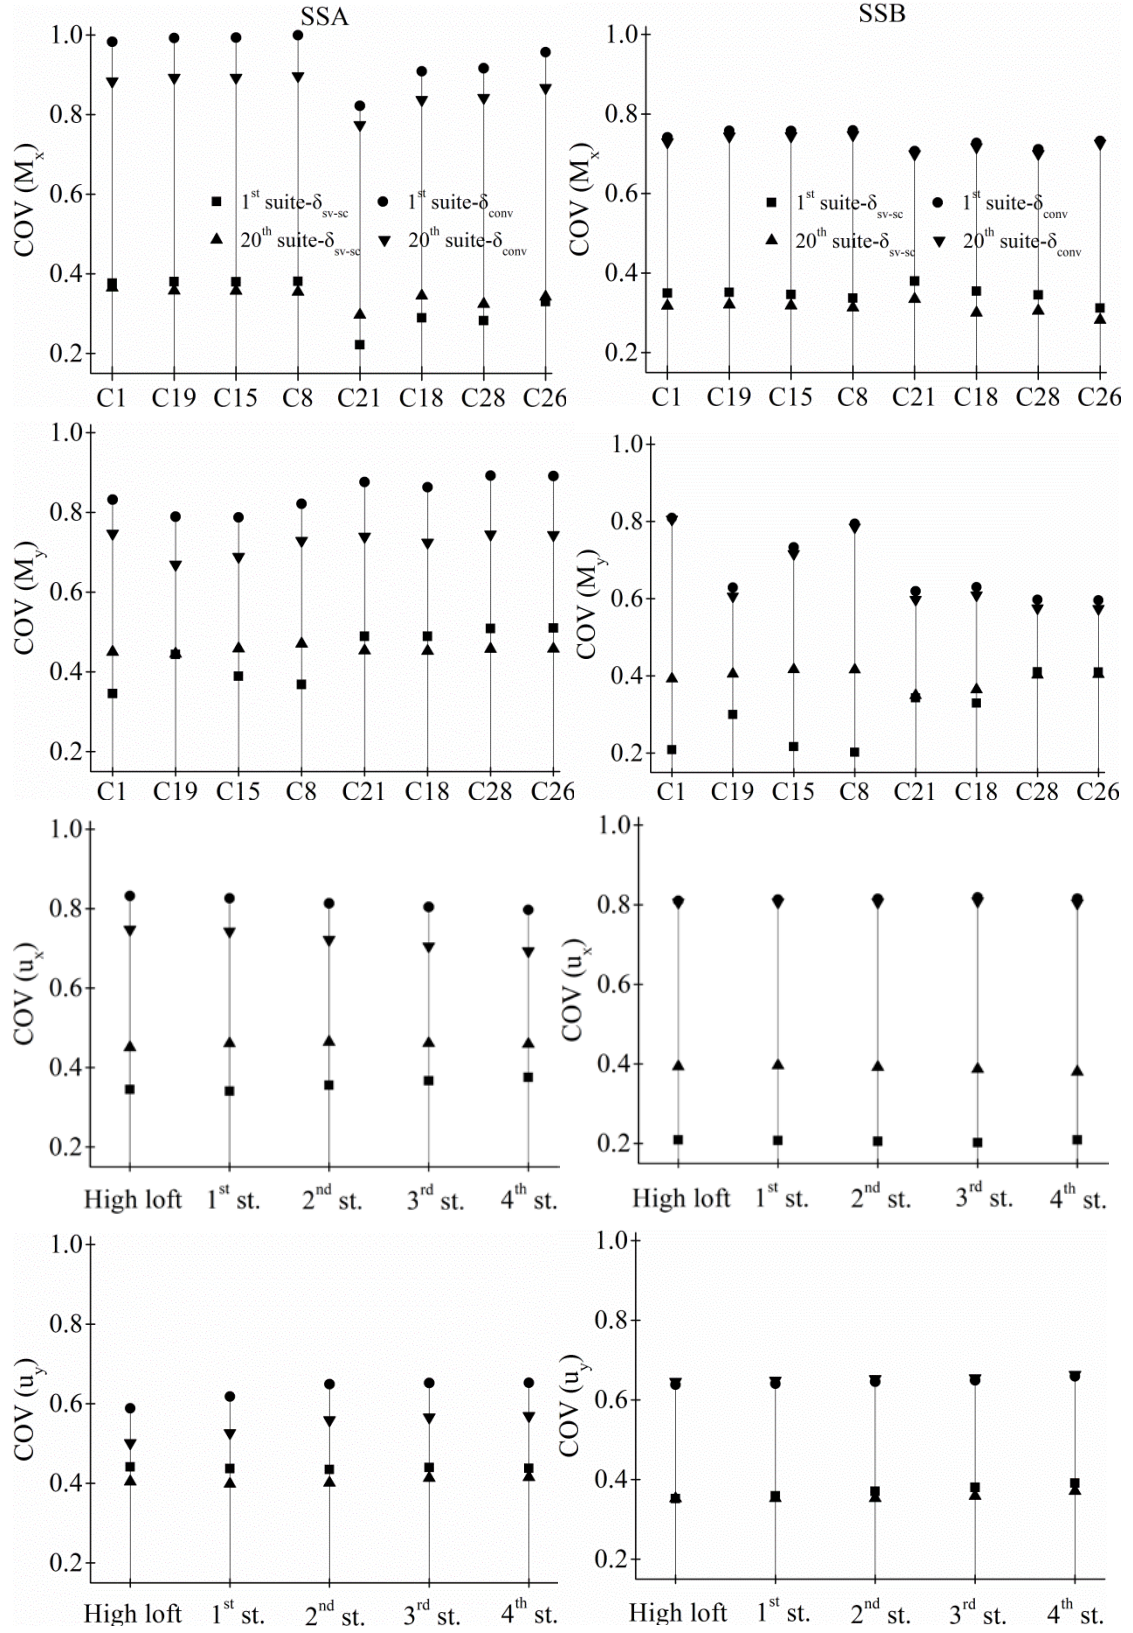 SSA
SSB
1.0
0.8
0.6
0.4
0.2
COV (Mx)
1st suite-δsv-sc
1st suite-δconv
20th suite-δsv-sc
20th suite-δconv
C1 C19 C15 C8 C21 C18 C28 C26
1.0
0.8
0.6
0.4
0.2
COV (Mx)
1st suite-δsv-sc
1st suite-δconv
20th suite-δsv-sc
20th suite-δconv
C1 C19 C15 C8 C21 C18 C28 C26
1.0
0.8
0.6
0.4
0.2
COV (My)
C1 C19 C15 C8 C21 C18 C28 C26
1.0
0.8
0.6
0.4
0.2
COV (My)
C1 C19 C15 C8 C21 C18 C28 C26
1.0
0.8
0.6
0.4
0.2
COV (ux)
High loft 1st st. 2nd st. 3rd st. 4th st.
1.0
0.8
0.6
0.4
0.2
COV (ux)
High loft 1st st. 2nd st. 3rd st. 4th st.
1.0
0.8
0.6
0.4
0.2
COV (uy)
High loft 1st st. 2nd st. 3rd st. 4th st.
1.0
0.8
0.6
0.4
0.2
COV (uy)
High loft 1st st. 2nd st. 3rd st. 4th st.